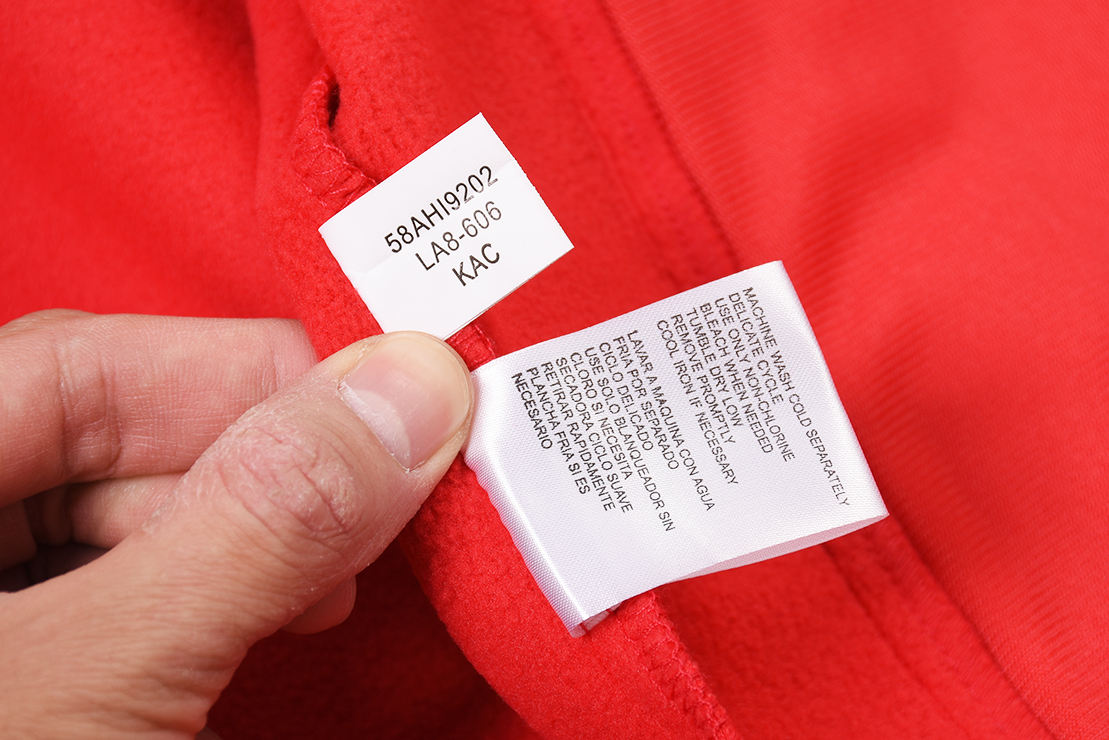 58AHI9202
LA8-606
KAC
MACHINE WASH COLD SEPARATELY
DELICATE CYCLE
USE ONLY NON-CHLORINE
BLEACH WHEN NEEDED
TUMBLE DRY LOW
REMOVE PROMPTLY
COOL IRON IF NECESSARY
LAVAR A MAQUINA CON AGUA
FRIA POR SEPARADO
CICLO DELICADO
USE SOLO BLANQUEADOR SIN
CLORO SI NECESITA
SECADORA CICLO SUAVE
RETIRAR RAPIDAMENTE
PLANCHA FRIA SI ES
NECESARIO